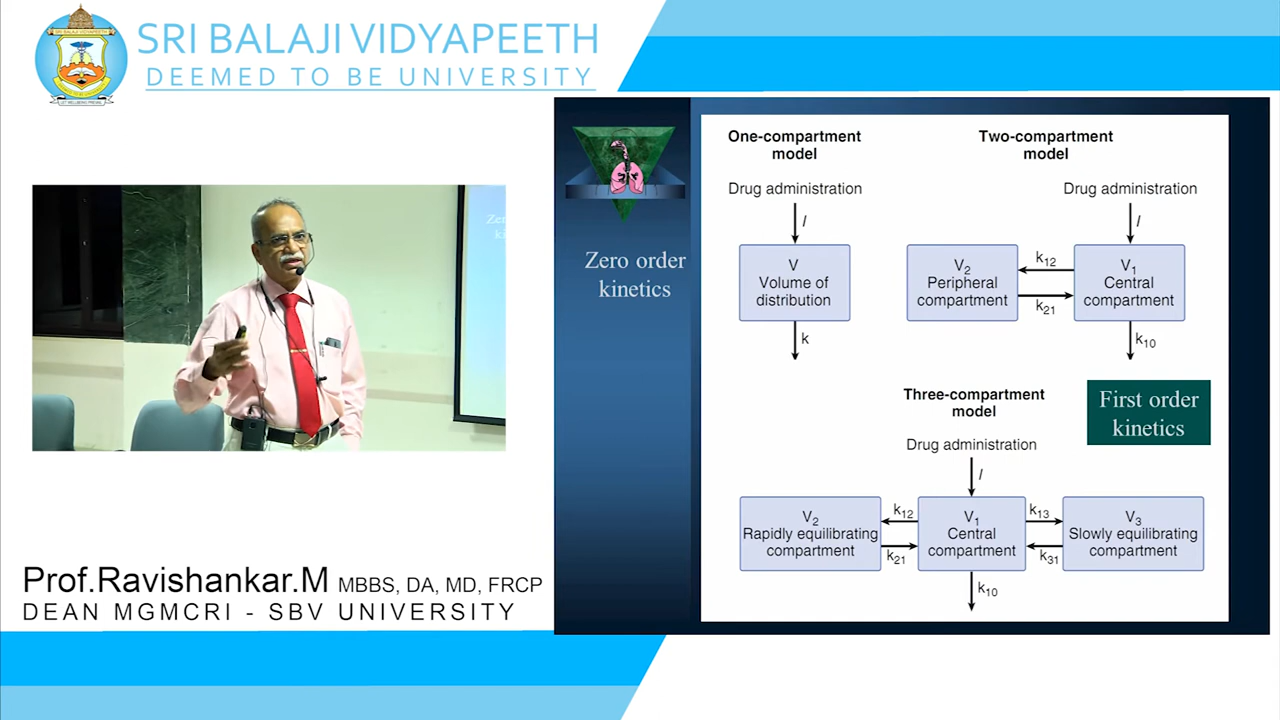 SRI BALAJI VIDYAPEETH
DEEMED TO BE UNIVERSITY
Prof.Ravishankar.M MBBS, DA, MD, FRCP
DEAN MGMCRI - SBV UNIVERSITY
Zero order
kinetics
One-compartment
model
Drug administration
I
V
Volume of
distribution
k
Two-compartment
model
Drug administration
I
V2
Peripheral
compartment
k12
k21
V1
Central
compartment
k10
First order
kinetics
Three-compartment
model
Drug administration
I
V2
Rapidly equilibrating
compartment
k12
k21
V1
Central
compartment
k13
k31
V3
Slowly equilibrating
compartment
k10